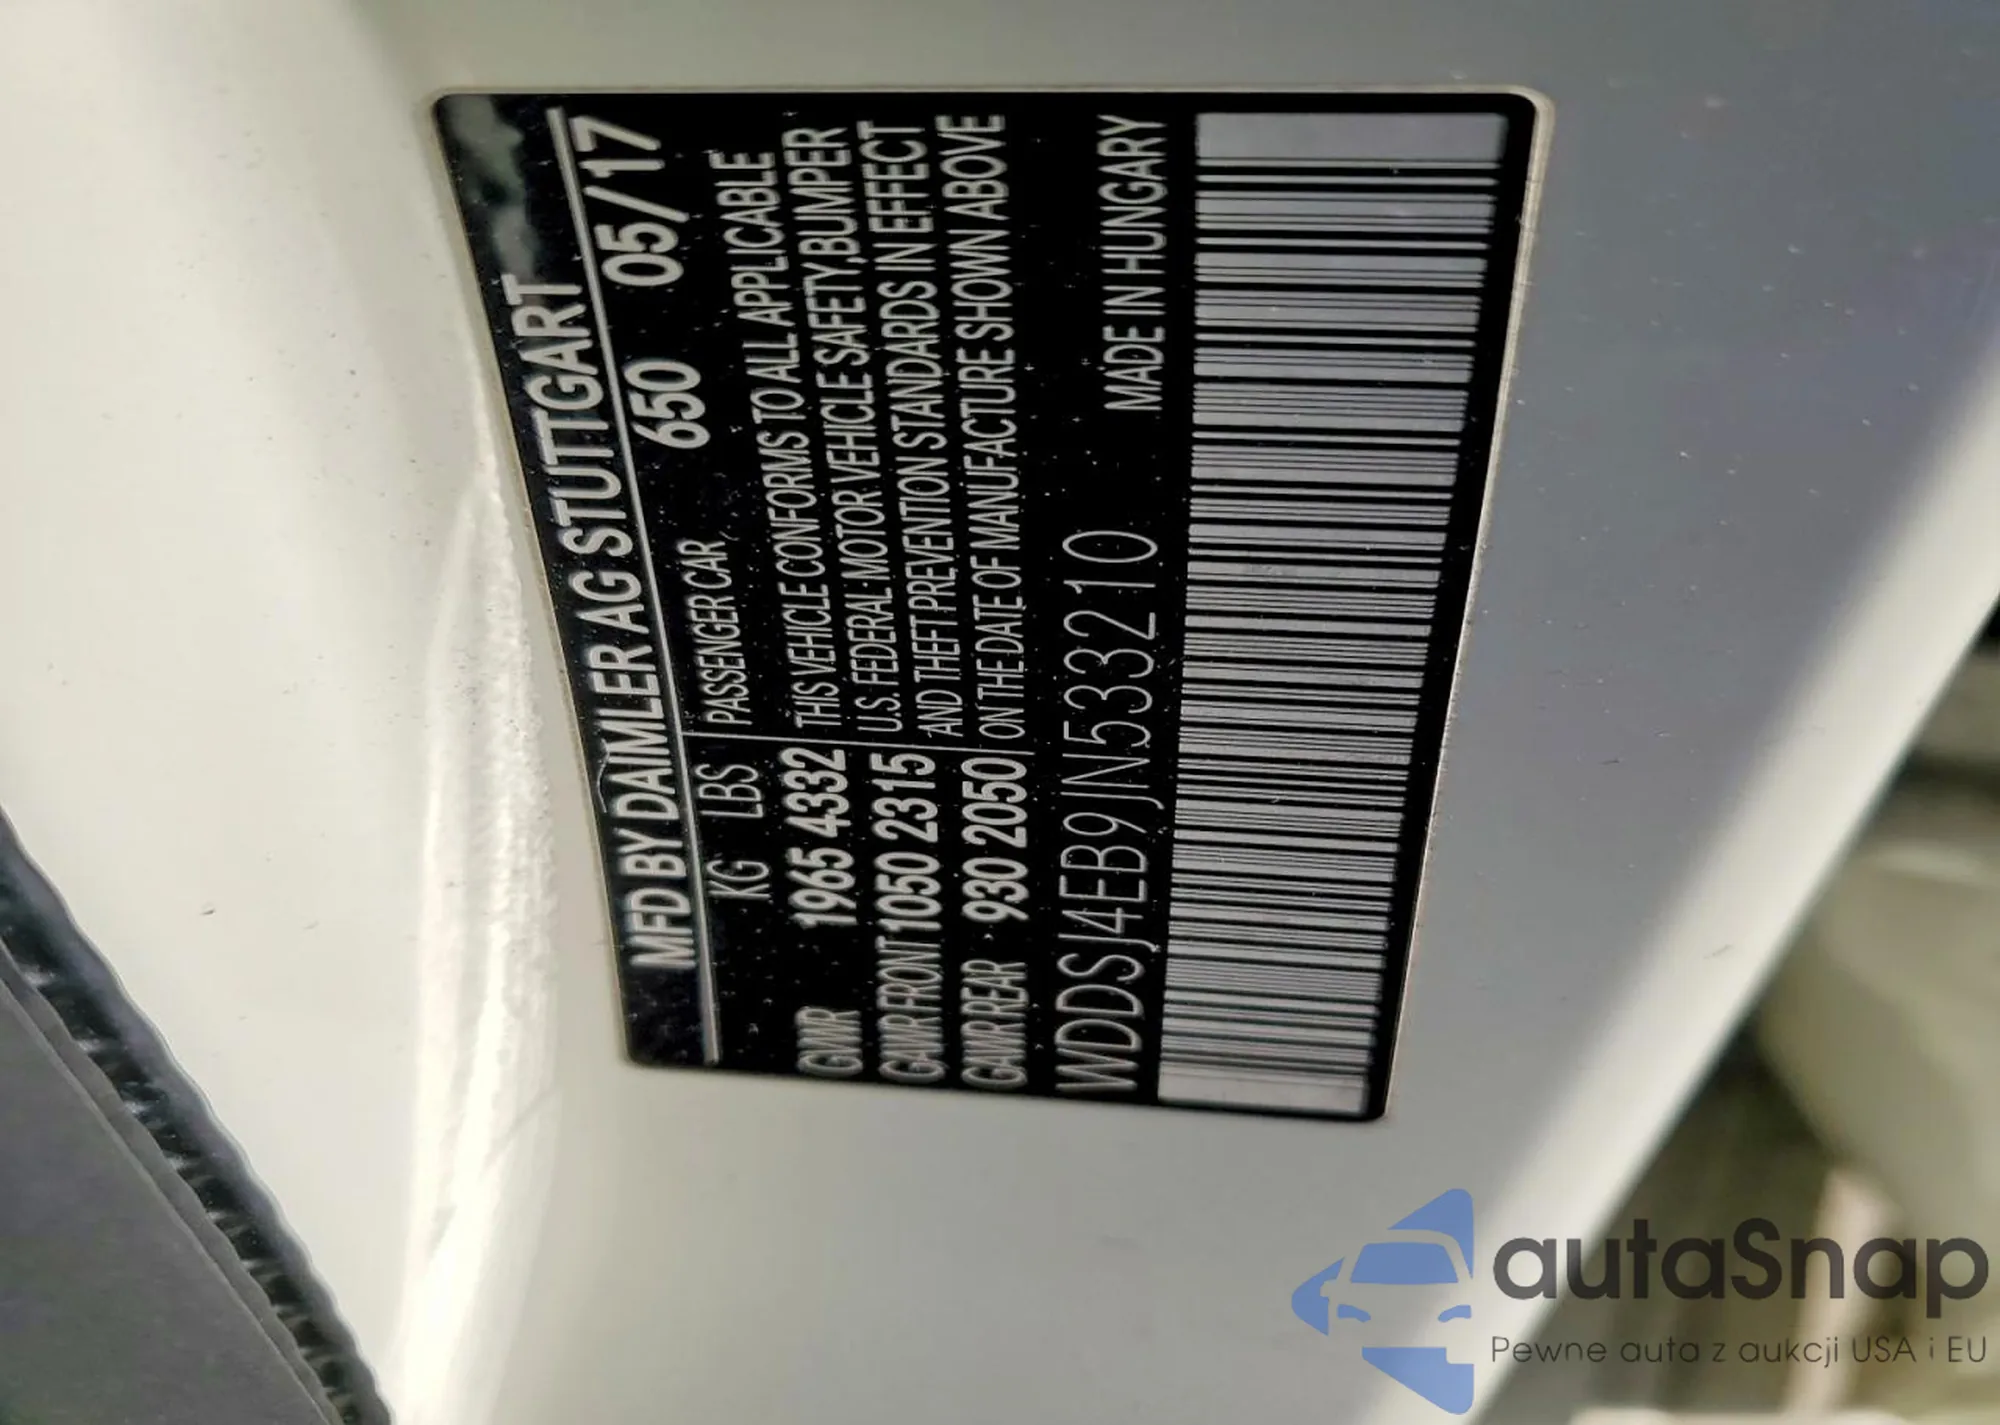 MFD BY DAIMLER AG STUTTGART
650 05/17
KG LBS PASSENGER CAR
GVWR 1965 4332
GAWR FRONT 1050 2315
GAWR REAR 930 2050
THIS VEHICLE CONFORMS TO ALL APPLICABLE
U.S. FEDERAL MOTOR VEHICLE SAFETY,BUMPER
AND THEFT PREVENTION STANDARDS IN EFFECT
ON THE DATE OF MANUFACTURE SHOWN ABOVE
WDDSJ4EB9JN533210 MADE IN HUNGARY
autaSnap
Pewne auta z aukcji USA i EU